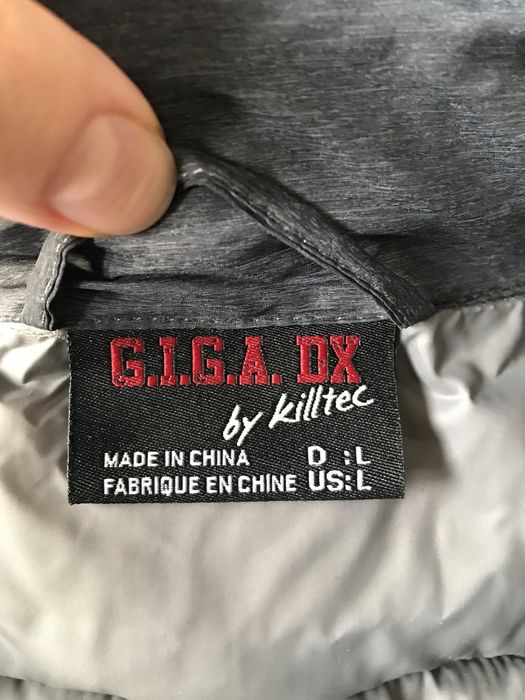 G.I.G.A. DX
by killtec
MADE IN CHINA D :L
FABRIQUE EN CHINE US:L